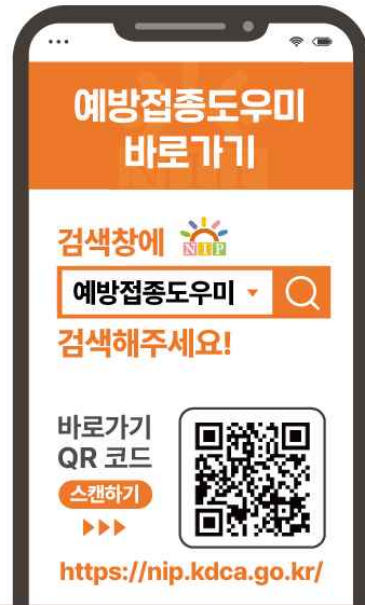 예방접종도우미
바로가기
검색창에 NIP
예방접종도우미
검색해주세요!
바로가기
QR 코드
스캔하기
https://nip.kdca.go.kr/